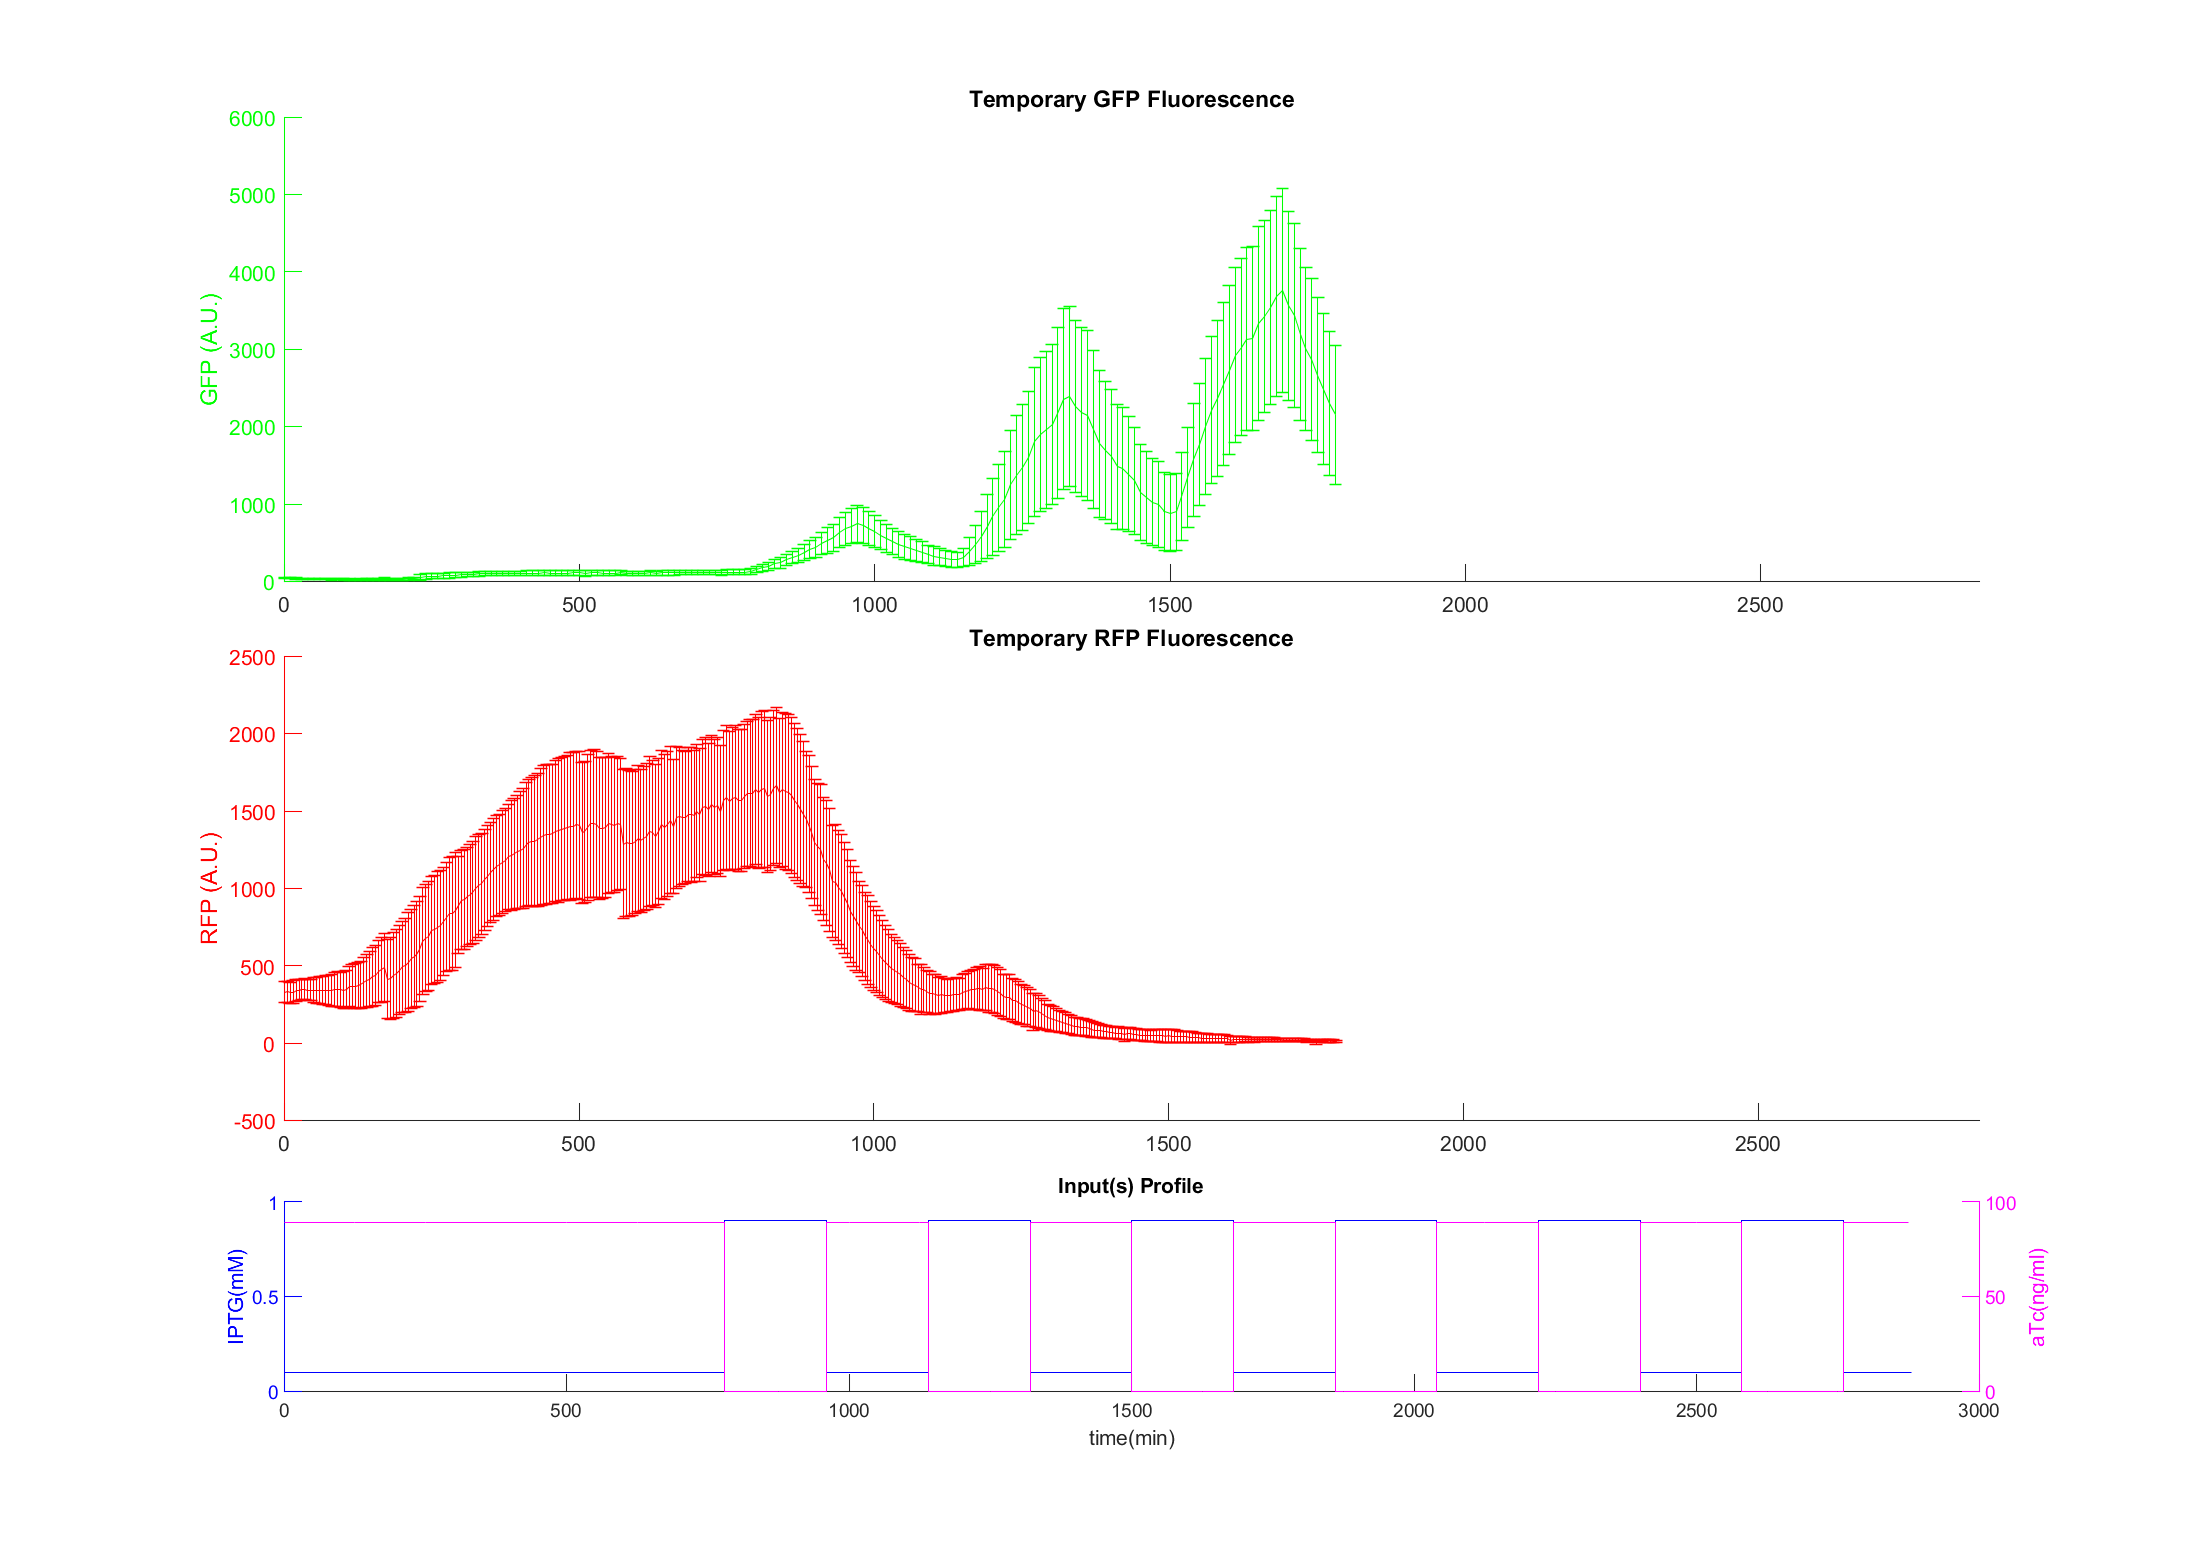 Temporary GFP Fluorescence
6000
5000
4000
3000
2000
1000
0
GFP (A.U.)
0 500 1000 1500 2000 2500
Temporary RFP Fluorescence
2500
2000
1500
1000
500
0
-500
RFP (A.U.)
0 500 1000 1500 2000 2500
Input(s) Profile
1
0.5
0
IPTG(mM)
100
50
0
aTc(ng/ml)
0 500 1000 1500 2000 2500 3000
time(min)